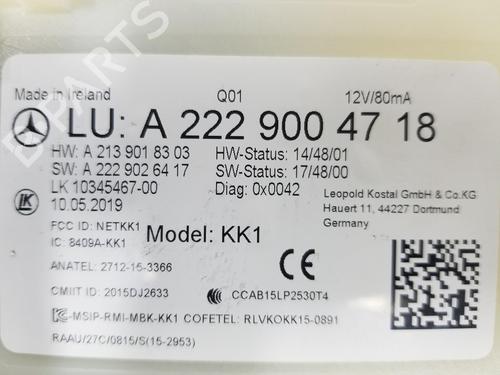 Made in Ireland Q01 12V/80mA
LU: A 222 900 4718
HW: A 213 901 83 03 HW-Status: 14/48/01
SW: A 222 902 64 17 SW-Status: 17/48/00
LK 10345467-00 Diag: 0x0042
LK 10.05.2019
Leopold Kostal GmbH & Co.KG
Hauert 11, 44227 Dortmund
Germany
FCC ID: NETKK1
IC: 8409A-KK1
Model: KK1
ANATEL: 2712-15-3366
CMIIT ID: 2015DJ2633 CCAB15LP2530T4
MSIP-RMI-MBK-KK1 COFETEL: RLVKOKK15-0891
RAAU/27C/0815/S(15-2953)
B PARTS